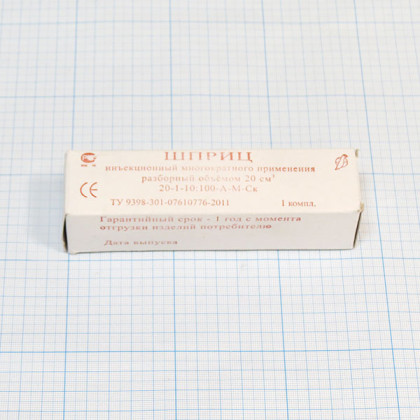 ШПРИЦ
инъекционный многократного применения
разборный объёмом 20 см³
20-1-10:100-А-М-Ск
CE
ТУ 9398-301-07610776-2011 1 компл.
Гарантийный срок - 1 год с момента
отгрузки изделий потребителю
Дата выпуска